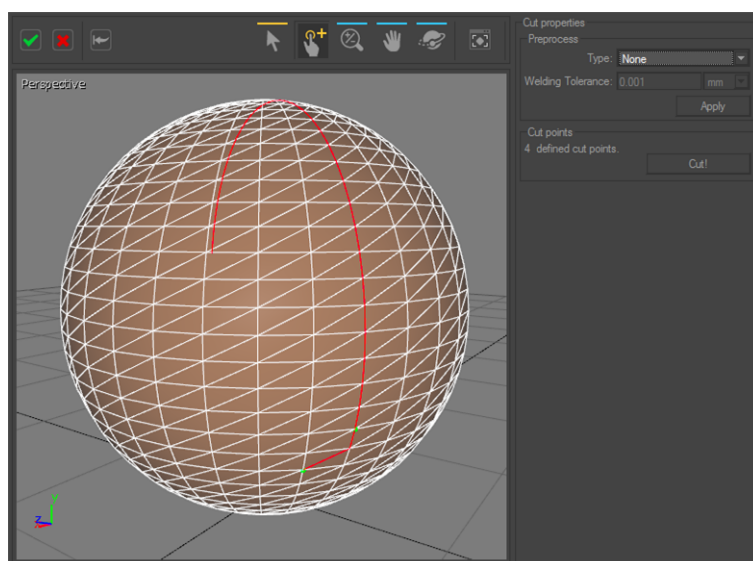 Cut properties
Preprocess
Type: None
Welding Tolerance: 0.001 mm
Apply
Perspective
Cut points
4 defined cut points.
Cut!
y
z